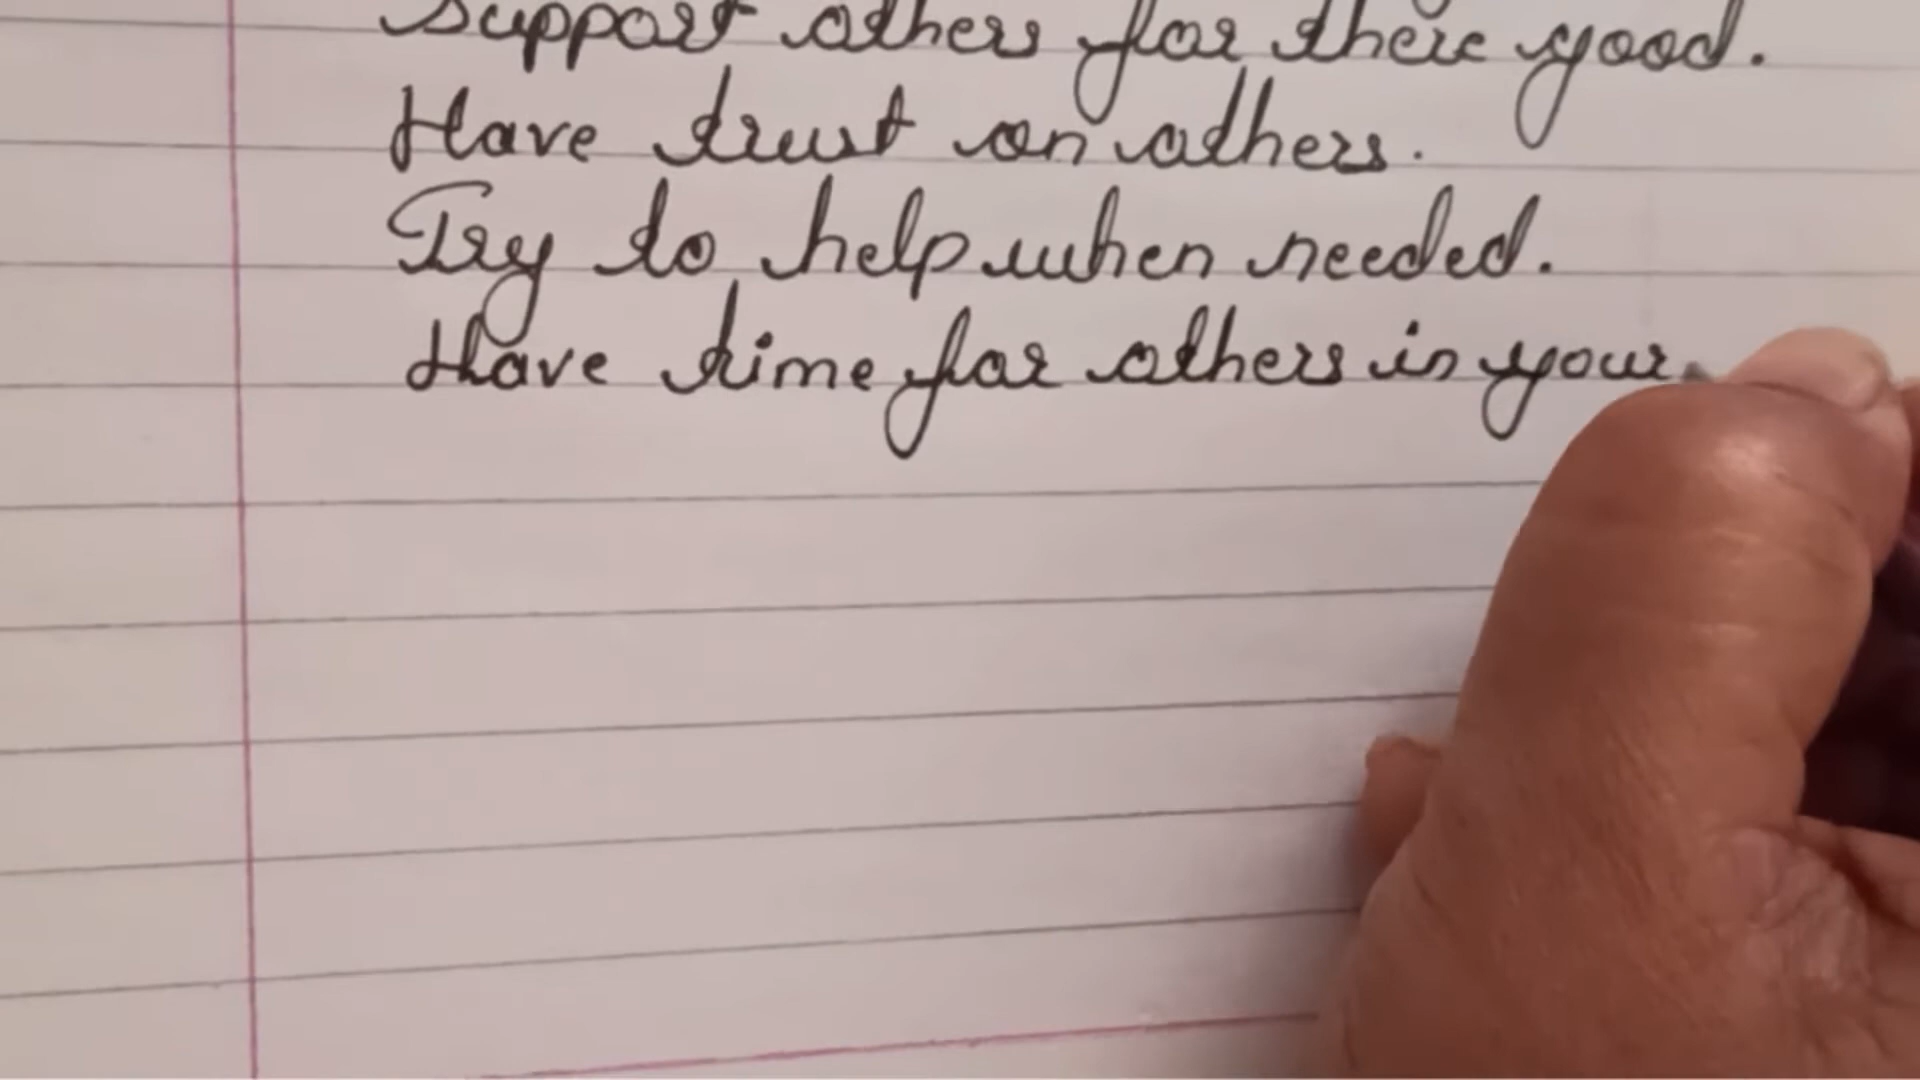 Support others for their good.
Have trust on others.
Try to help when needed.
Have time for others in your